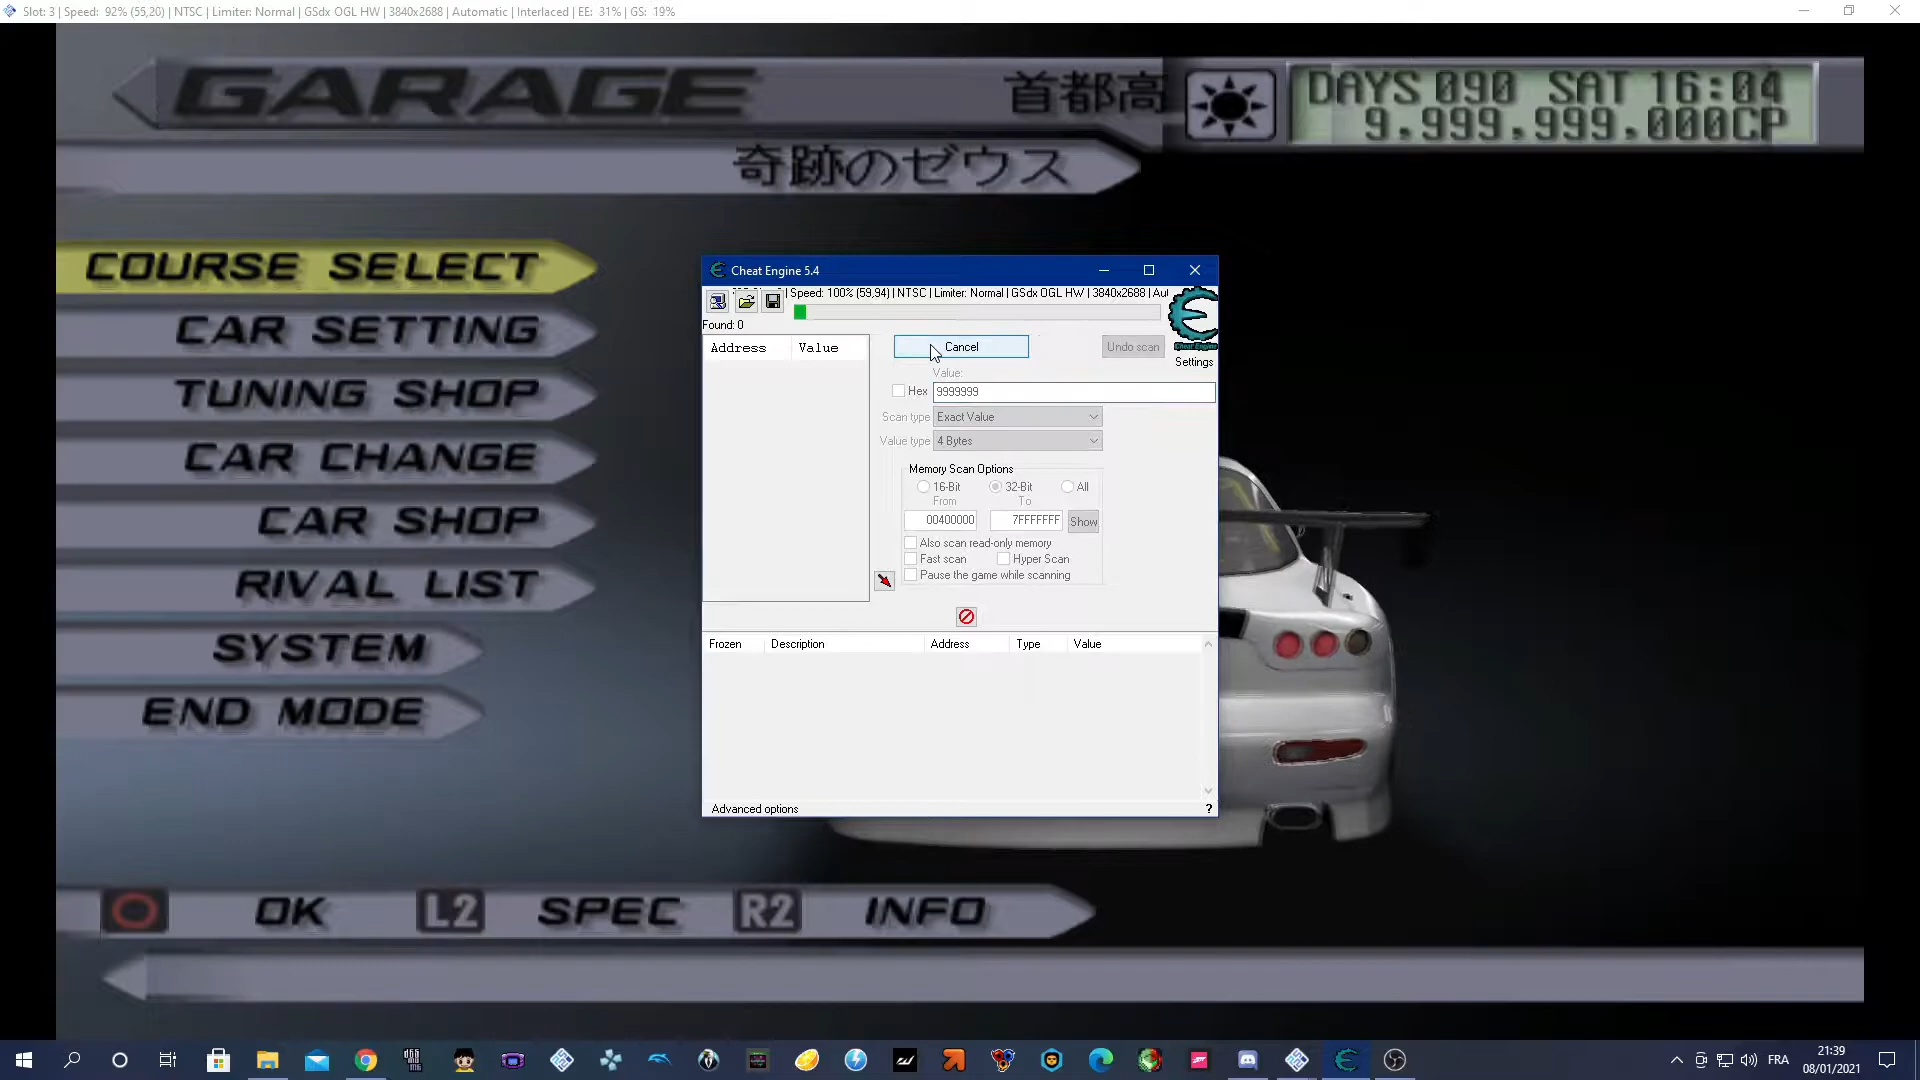 Slot: 3 | Speed: 92% (55,20) | NTSC | Limiter: Normal | GSdx OGL HW | 3840x2688 | Automatic | Interlaced | EE: 31% | GS: 19%
GARAGE
首都高
DAYS 090 SAT 16:04
9.999.999.000CP
奇跡のゼウス
COURSE SELECT
CAR SETTING
TUNING SHOP
CAR CHANGE
CAR SHOP
RIVAL LIST
SYSTEM
END MODE
Cheat Engine 5.4
| Speed: 100% (59,94) | NTSC | Limiter: Normal | GSdx OGL HW | 3840x2688 | Aut
Found: 0
Address Value
Cancel
Undo scan
Cheat Engine
Settings
Value:
Hex 9999999
Scan type Exact Value
Value type 4 Bytes
Memory Scan Options
16-Bit 32-Bit All
From To
00400000 7FFFFFFF Show
Also scan read-only memory
Fast scan Hyper Scan
Pause the game while scanning
Frozen Description Address Type Value
Advanced options ?
OK L2 SPEC R2 INFO
FRA
21:39
08/01/2021